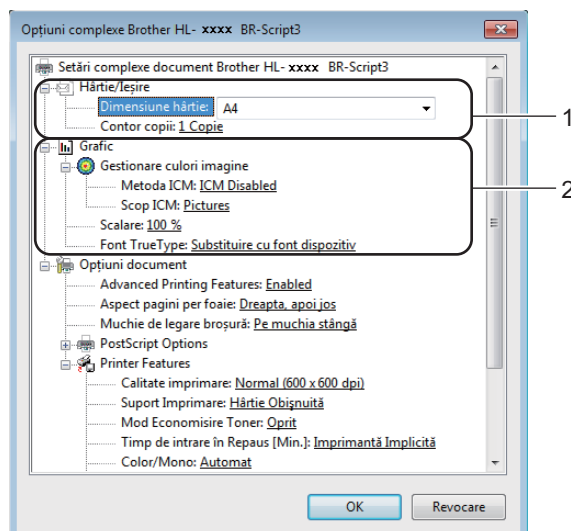 Opțiuni complexe Brother HL- xxxx BR-Script3
Setări complexe document Brother HL- xxxx BR-Script3
Hârtie/Ieșire
Dimensiune hârtie: A4
Contor copii: 1 Copie
1
Grafic
Gestionare culori imagine
Metoda ICM: ICM Disabled
Scop ICM: Pictures
2
Scalare: 100 %
Font TrueType: Substituire cu font dispozitiv
Opțiuni document
Advanced Printing Features: Enabled
Aspect pagini per foaie: Dreapta, apoi jos
Muchie de legare broșură: Pe muchia stângă
PostScript Options
Printer Features
Calitate imprimare: Normal (600 x 600 dpi)
Suport Imprimare: Hârtie Obişnuită
Mod Economisire Toner: Oprit
Timp de intrare în Repaus [Min.]: Imprimantă Implicită
Color/Mono: Automat
OK Revocare